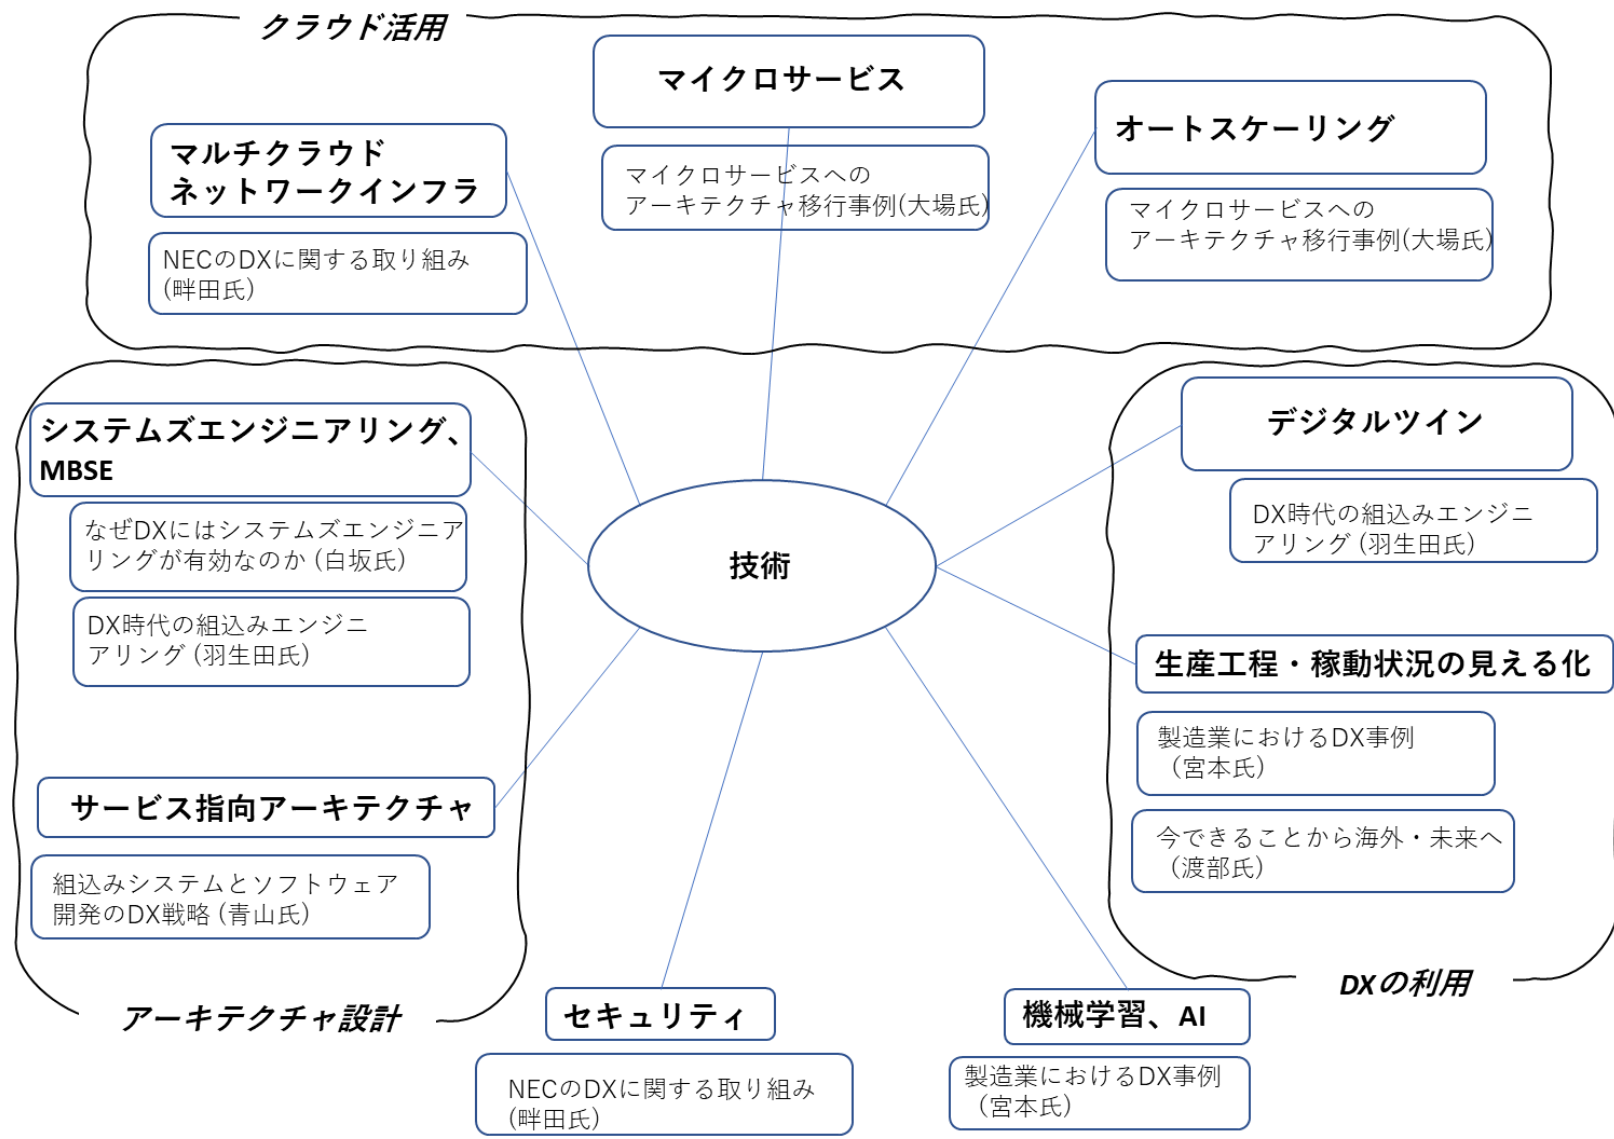 クラウド活用
マイクロサービス
マイクロサービスへの
アーキテクチャ移行事例(大場氏)
オートスケーリング
マイクロサービスへの
アーキテクチャ移行事例(大場氏)
マルチクラウド
ネットワークインフラ
NECのDXに関する取り組み
(畔田氏)
システムズエンジニアリング、
MBSE
なぜDXにはシステムズエンジニア
リングが有効なのか (白坂氏)
DX時代の組込みエンジニ
アリング (羽生田氏)
サービス指向アーキテクチャ
組込みシステムとソフトウェア
開発のDX戦略 (青山氏)
アーキテクチャ設計
技術
デジタルツイン
DX時代の組込みエンジニ
アリング (羽生田氏)
生産工程・稼動状況の見える化
製造業におけるDX事例
（宮本氏）
今できることから海外・未来へ
（渡部氏）
DXの利用
セキュリティ
NECのDXに関する取り組み
(畔田氏)
機械学習、AI
製造業におけるDX事例
（宮本氏）